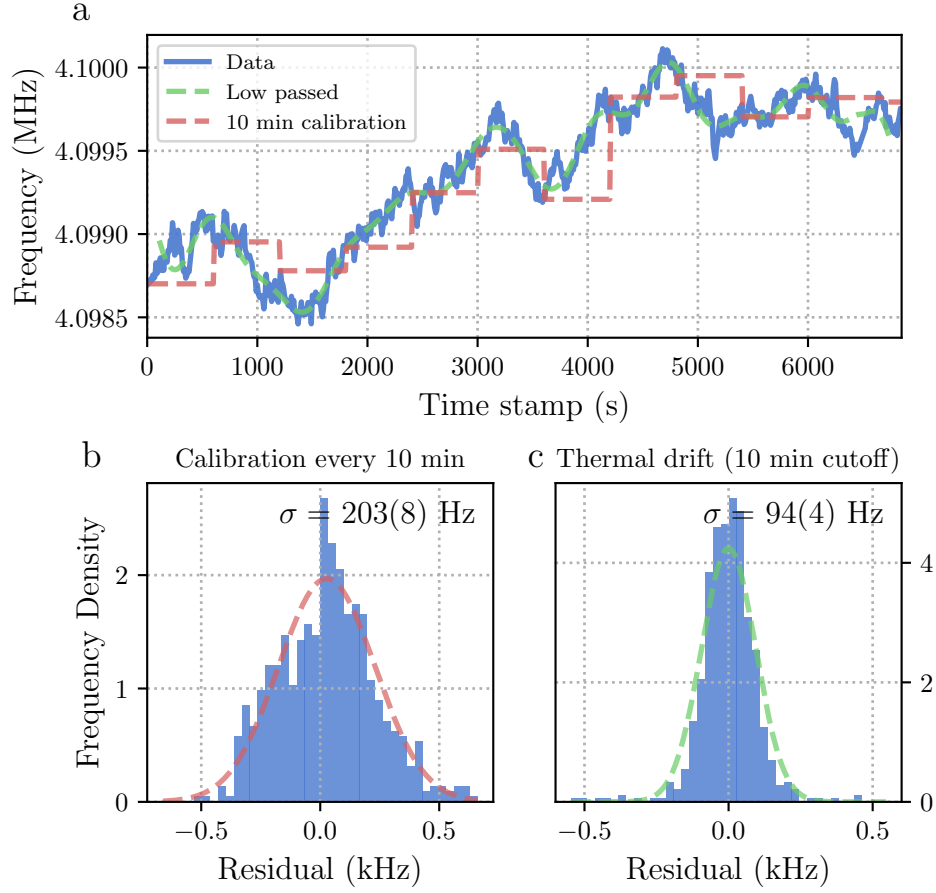 a
Frequency (MHz)
4.1000
4.0995
4.0990
4.0985
Data
Low passed
10 min calibration
0
1000
2000
3000
4000
5000
6000
Time stamp (s)
b
Calibration every 10 min
σ = 203(8) Hz
Frequency Density
2
1
0
−0.5
0.0
0.5
Residual (kHz)
c
Thermal drift (10 min cutoff)
σ = 94(4) Hz
4
2
0
−0.5
0.0
0.5
Residual (kHz)